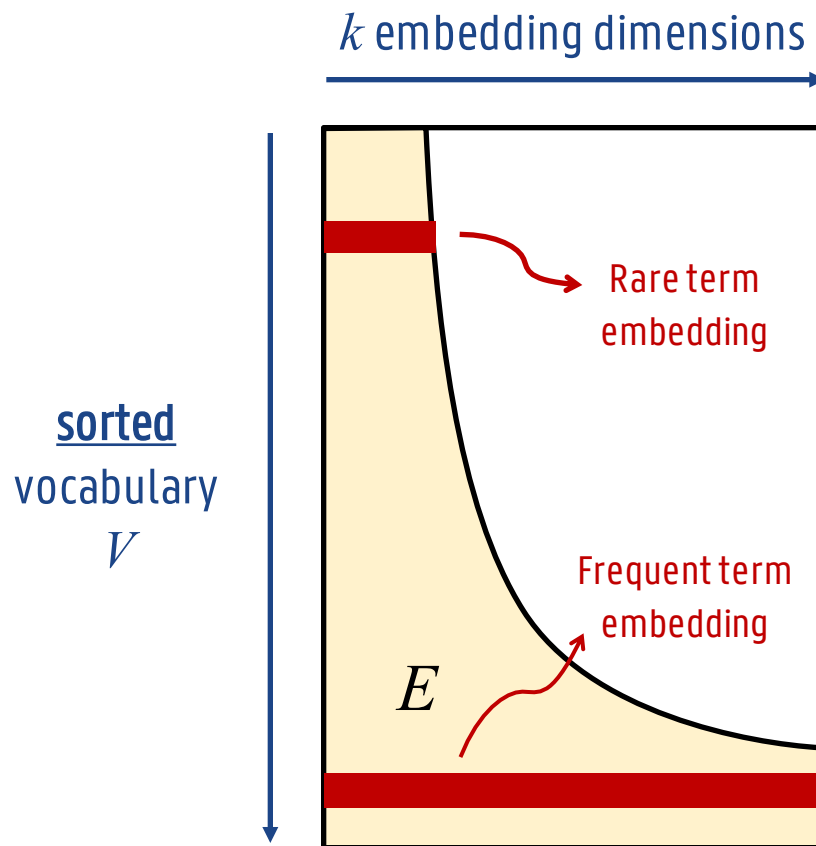 k embedding dimensions
Rare term
embedding
sorted
vocabulary
V
Frequent term
embedding
E